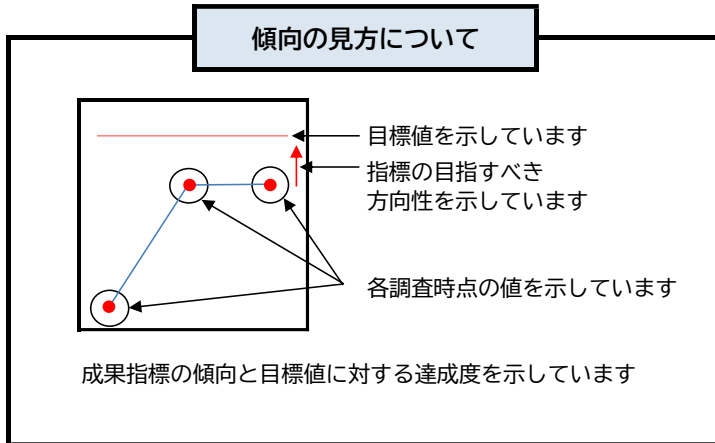 傾向の見方について
目標値を示しています
指標の目指すべき
方向性を示しています
各調査時点の値を示しています
成果指標の傾向と目標値に対する達成度を示しています